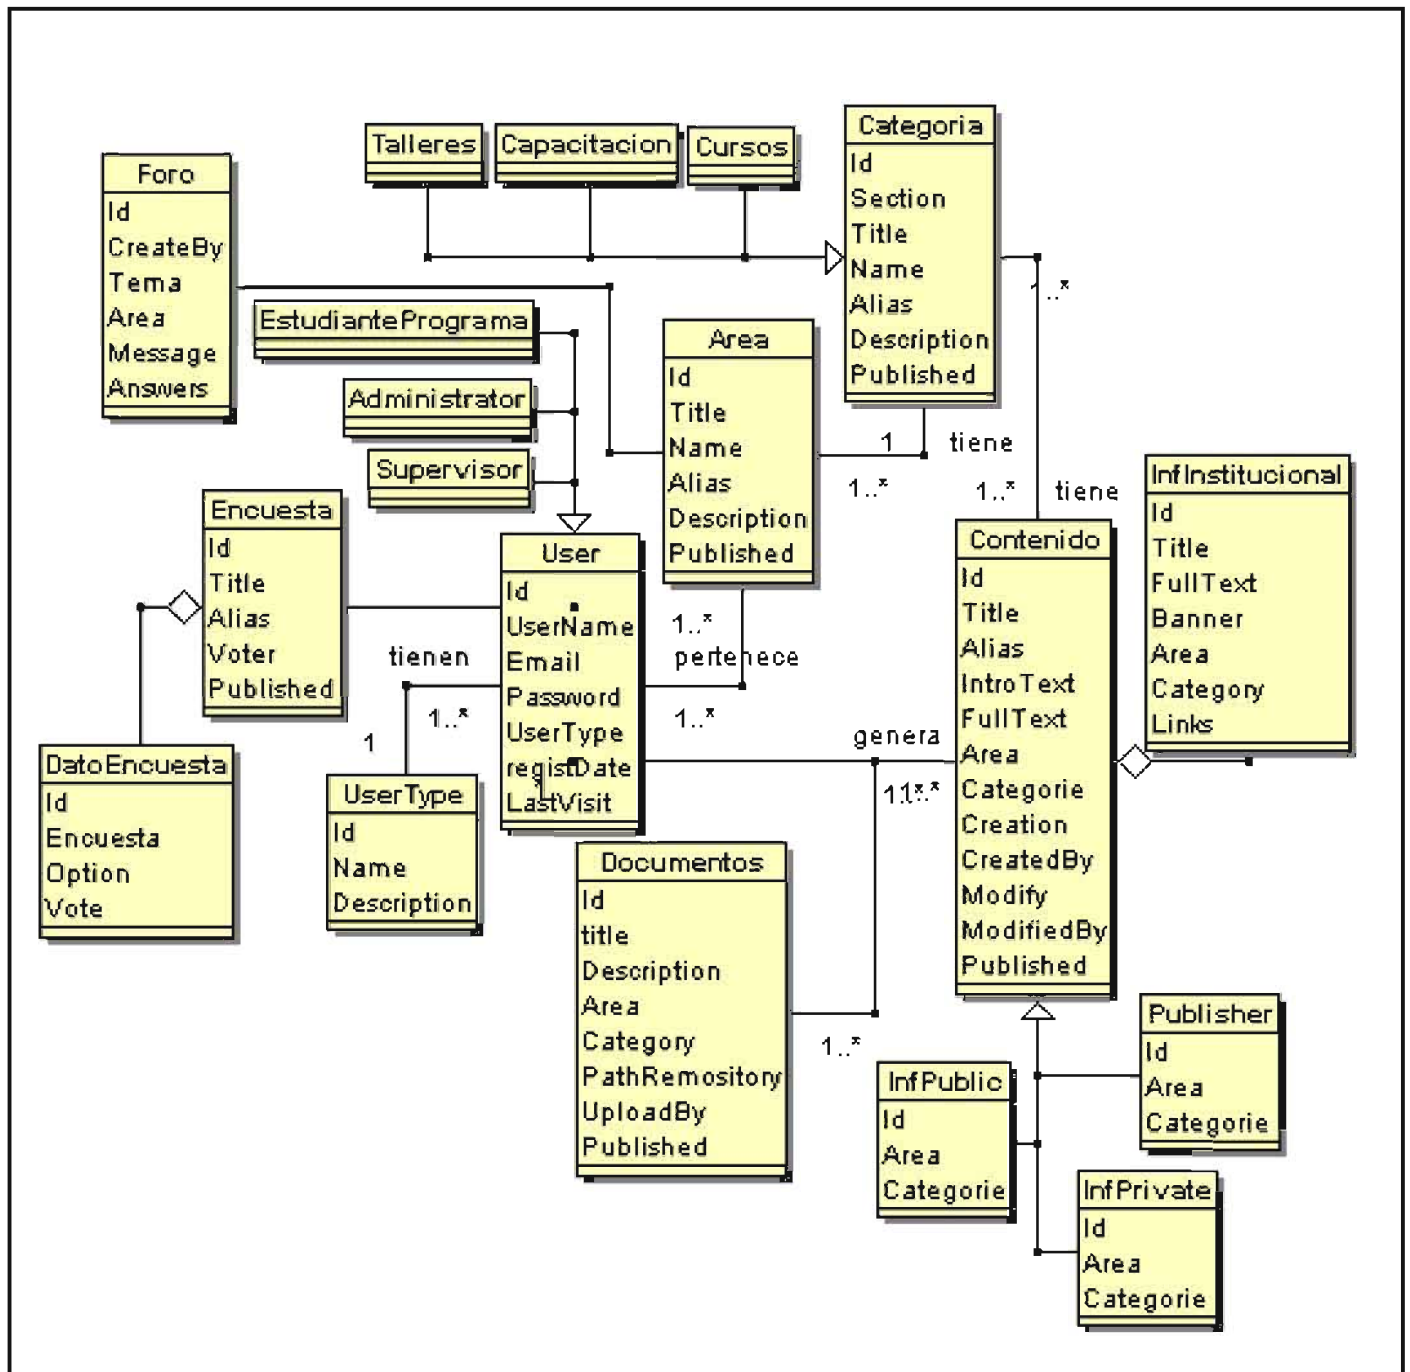 Talleres
Capacitacion
Cursos
Categoria
Id
Section
Title
Name
Alias
Description
Published
Foro
Id
CreateBy
Tema
Area
Message
Answers
EstudiantePrograma
Administrator
Supervisor
Area
Id
Title
Name
Alias
Description
Published
1..*
1
tiene
1..*
1..*
tiene
InfInstitucional
Id
Title
FullText
Banner
Area
Category
Links
Encuesta
Id
Title
Alias
Voter
Published
User
Id
UserName
Email
Password
UserType
registDate
LastVisit
1..*
pertenece
1..*
tienen
1..*
1
genera
1..*
Contenido
Id
Title
Alias
IntroText
FullText
Area
Categorie
Creation
CreatedBy
Modify
ModifiedBy
Published
DatoEncuesta
Id
Encuesta
Option
Vote
UserType
Id
Name
Description
Documentos
Id
title
Description
Area
Category
PathRemository
UploadBy
Published
1..*
InfPublic
Id
Area
Categorie
Publisher
Id
Area
Categorie
InfPrivate
Id
Area
Categorie